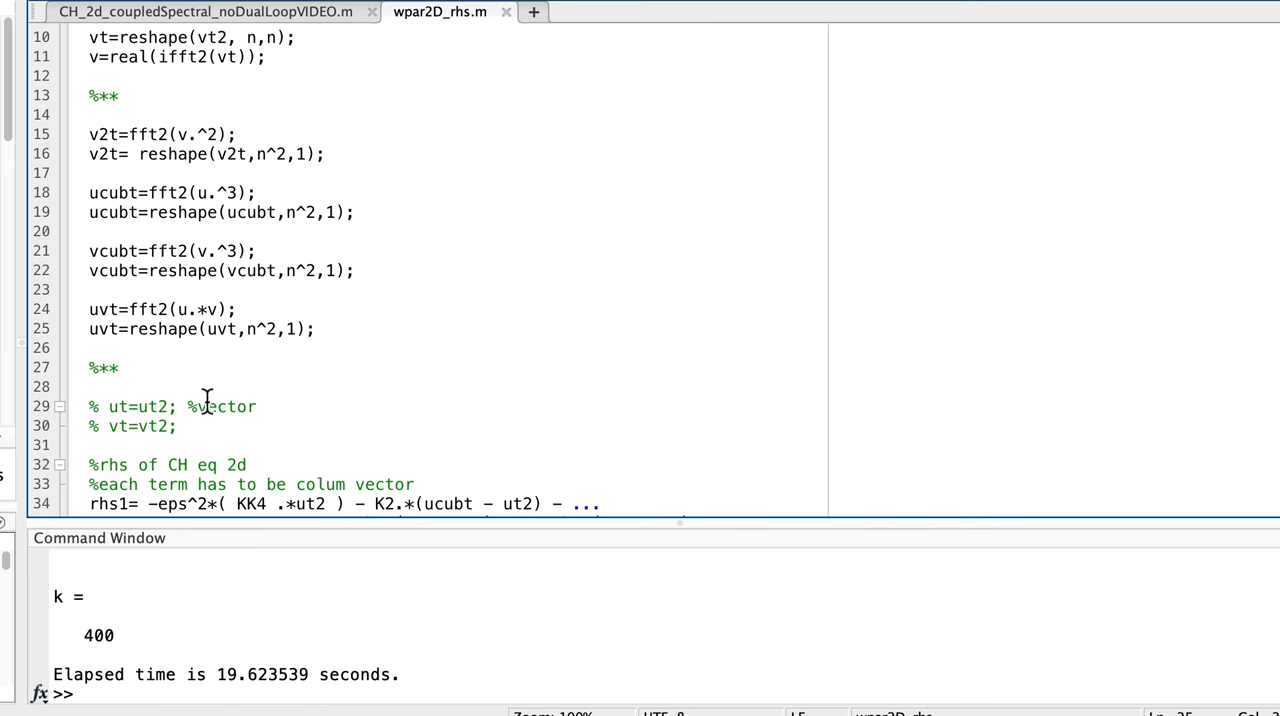 CH_2d_coupledSpectral_noDualLoopVIDEO.m × wpar2D_rhs.m × +
10 vt=reshape(vt2, n,n);
11 v=real(ifft2(vt));
12
13 %**
14
15 v2t=fft2(v.^2);
16 v2t= reshape(v2t,n^2,1);
17
18 ucubt=fft2(u.^3);
19 ucubt=reshape(ucubt,n^2,1);
20
21 vcubt=fft2(v.^3);
22 vcubt=reshape(vcubt,n^2,1);
23
24 uvt=fft2(u.*v);
25 uvt=reshape(uvt,n^2,1);
26
27 %**
28
29 % ut=ut2; %vector
30 % vt=vt2;
31
32 %rhs of CH eq 2d
33 %each term has to be colum vector
34 rhs1= -eps^2*( KK4 .*ut2 ) - K2.*(ucubt - ut2) - ...
Command Window
k =
400
Elapsed time is 19.623539 seconds.
fx >>